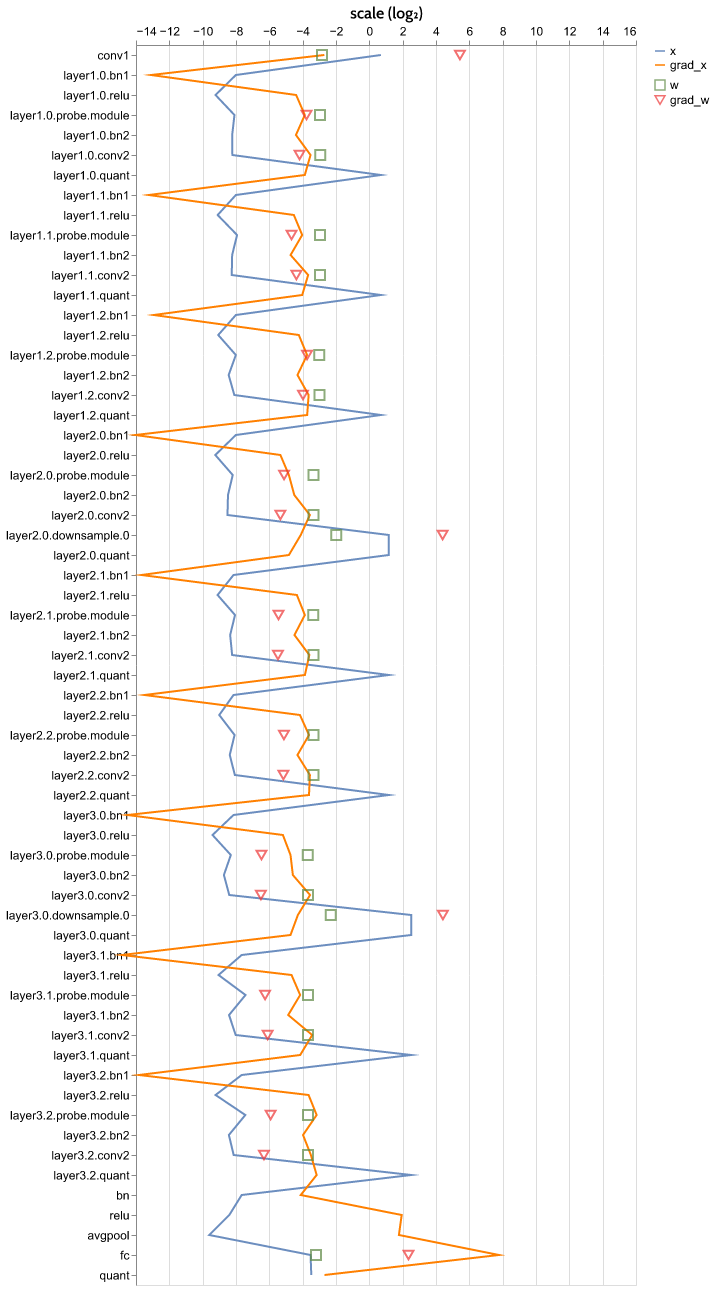 scale (log₂)
−14 −12 −10 −8 −6 −4 −2 0 2 4 6 8 10 12 14 16
x
grad_x
w
grad_w
conv1
layer1.0.bn1
layer1.0.relu
layer1.0.probe.module
layer1.0.bn2
layer1.0.conv2
layer1.0.quant
layer1.1.bn1
layer1.1.relu
layer1.1.probe.module
layer1.1.bn2
layer1.1.conv2
layer1.1.quant
layer1.2.bn1
layer1.2.relu
layer1.2.probe.module
layer1.2.bn2
layer1.2.conv2
layer1.2.quant
layer2.0.bn1
layer2.0.relu
layer2.0.probe.module
layer2.0.bn2
layer2.0.conv2
layer2.0.downsample.0
layer2.0.quant
layer2.1.bn1
layer2.1.relu
layer2.1.probe.module
layer2.1.bn2
layer2.1.conv2
layer2.1.quant
layer2.2.bn1
layer2.2.relu
layer2.2.probe.module
layer2.2.bn2
layer2.2.conv2
layer2.2.quant
layer3.0.bn1
layer3.0.relu
layer3.0.probe.module
layer3.0.bn2
layer3.0.conv2
layer3.0.downsample.0
layer3.0.quant
layer3.1.bn1
layer3.1.relu
layer3.1.probe.module
layer3.1.bn2
layer3.1.conv2
layer3.1.quant
layer3.2.bn1
layer3.2.relu
layer3.2.probe.module
layer3.2.bn2
layer3.2.conv2
layer3.2.quant
bn
relu
avgpool
fc
quant